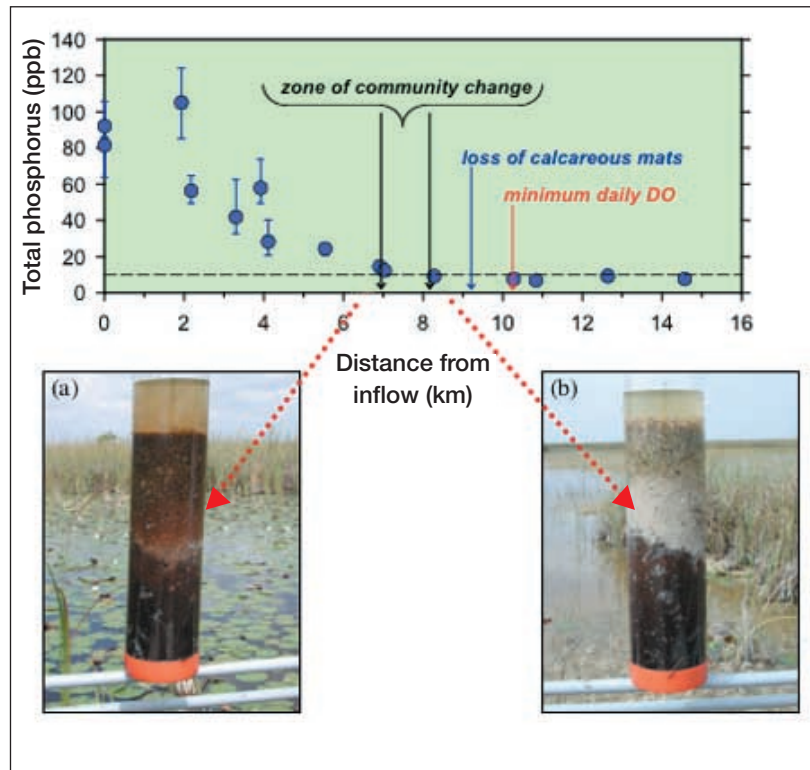 140
120
100
80
60
40
20
0
Total phosphorus (ppb)
zone of community change
loss of calcareous mats
minimum daily DO
0 2 4 6 8 10 12 14 16
Distance from
inflow (km)
(a)
(b)